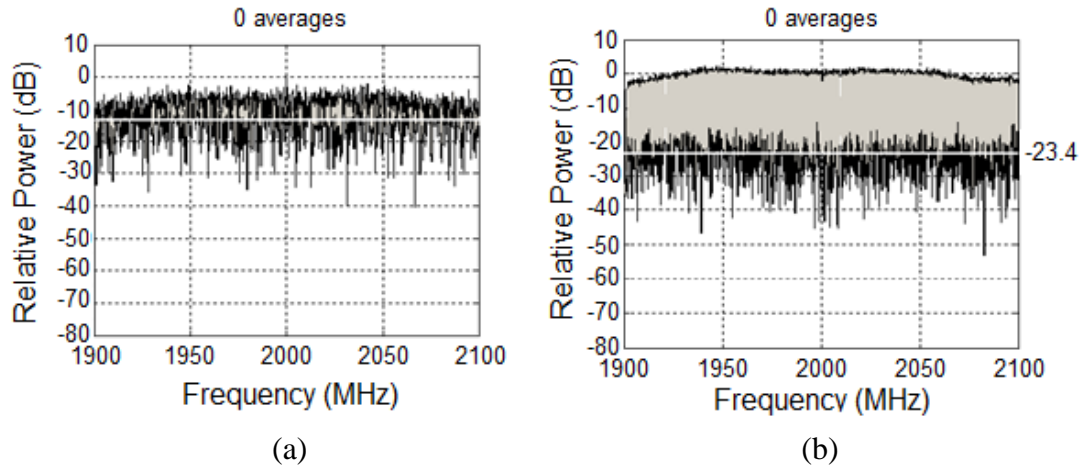 0 averages
Relative Power (dB)
10
0
-10
-20
-30
-40
-50
-60
-70
-80
1900 1950 2000 2050 2100
Frequency (MHz)
(a)
0 averages
Relative Power (dB)
10
0
-10
-20
-30
-40
-50
-60
-70
-80
-23.4
1900 1950 2000 2050 2100
Frequency (MHz)
(b)